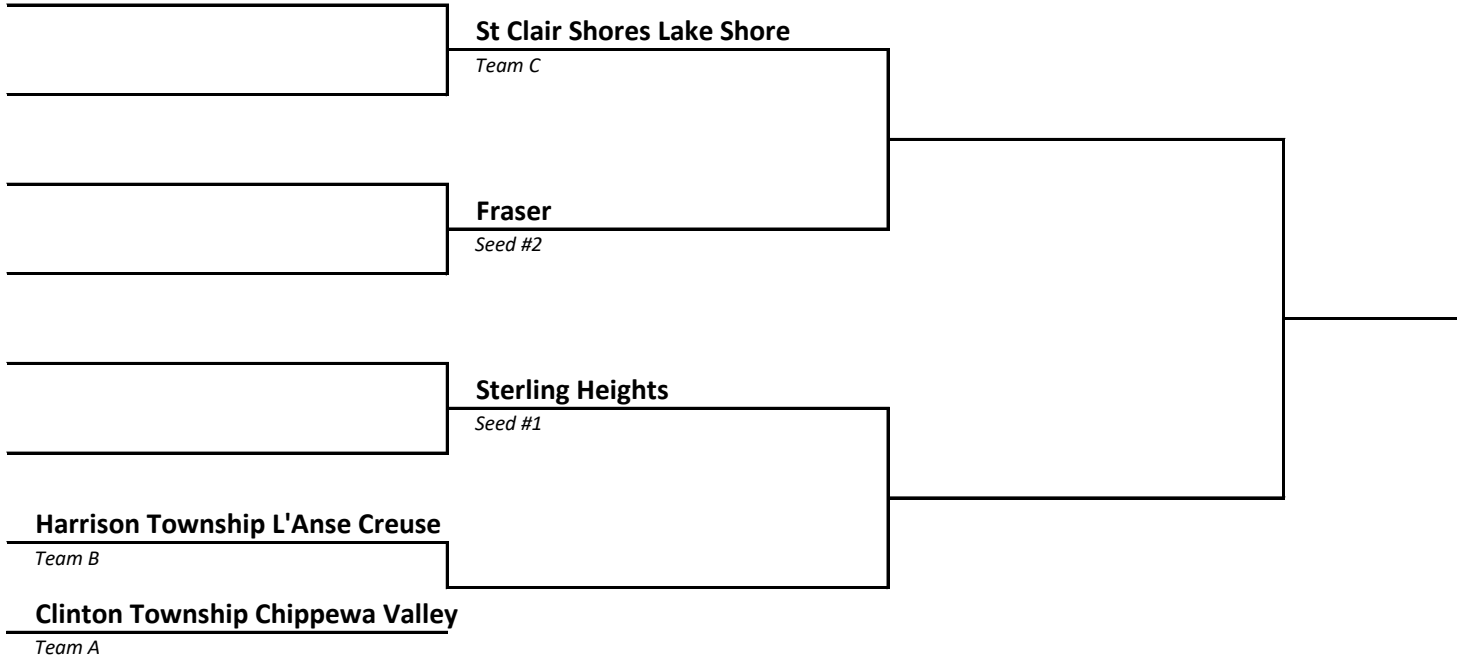 St Clair Shores Lake Shore
Team C
Fraser
Seed #2
Sterling Heights
Seed #1
Harrison Township L'Anse Creuse
Team B
Clinton Township Chippewa Valley
Team A